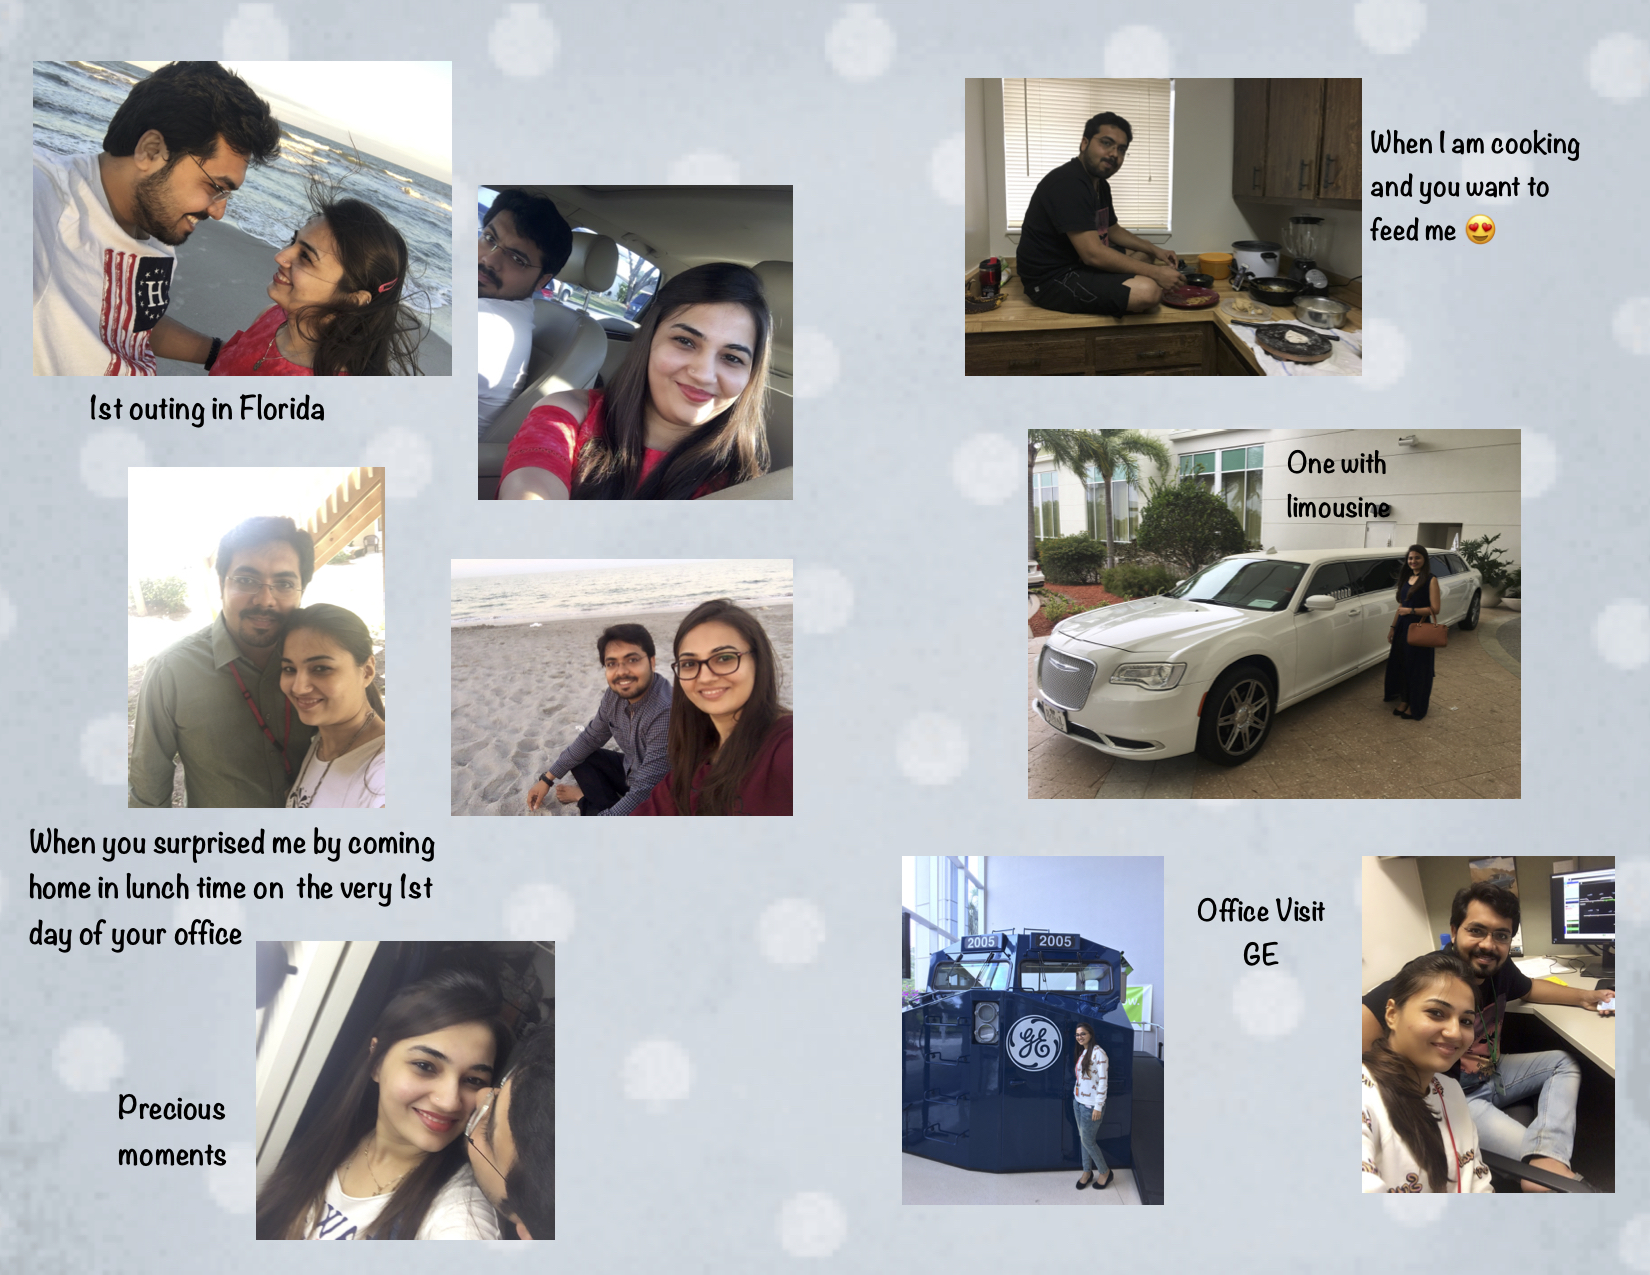 1st outing in Florida
When you surprised me by coming
home in lunch time on the very 1st
day of your office
Precious
moments
When I am cooking
and you want to
feed me 😍
One with
limousine
Office Visit
GE
2005 2005
GE
H